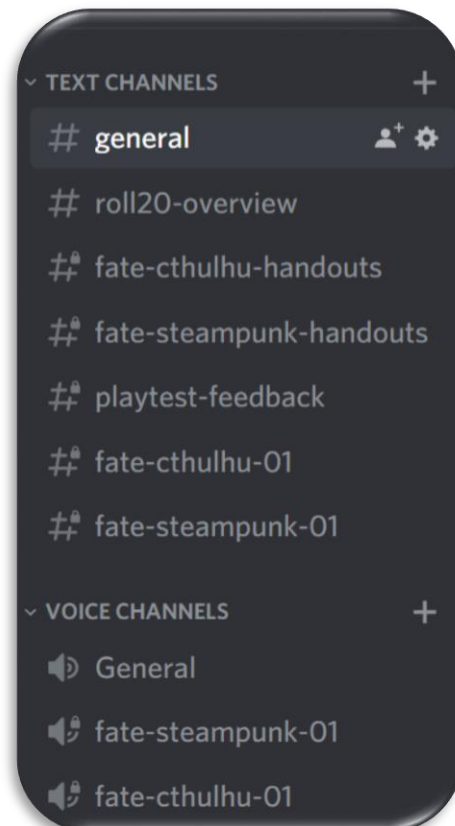 TEXT CHANNELS
general
roll20-overview
fate-cthulhu-handouts
fate-steampunk-handouts
playtest-feedback
fate-cthulhu-01
fate-steampunk-01
VOICE CHANNELS
General
fate-steampunk-01
fate-cthulhu-01